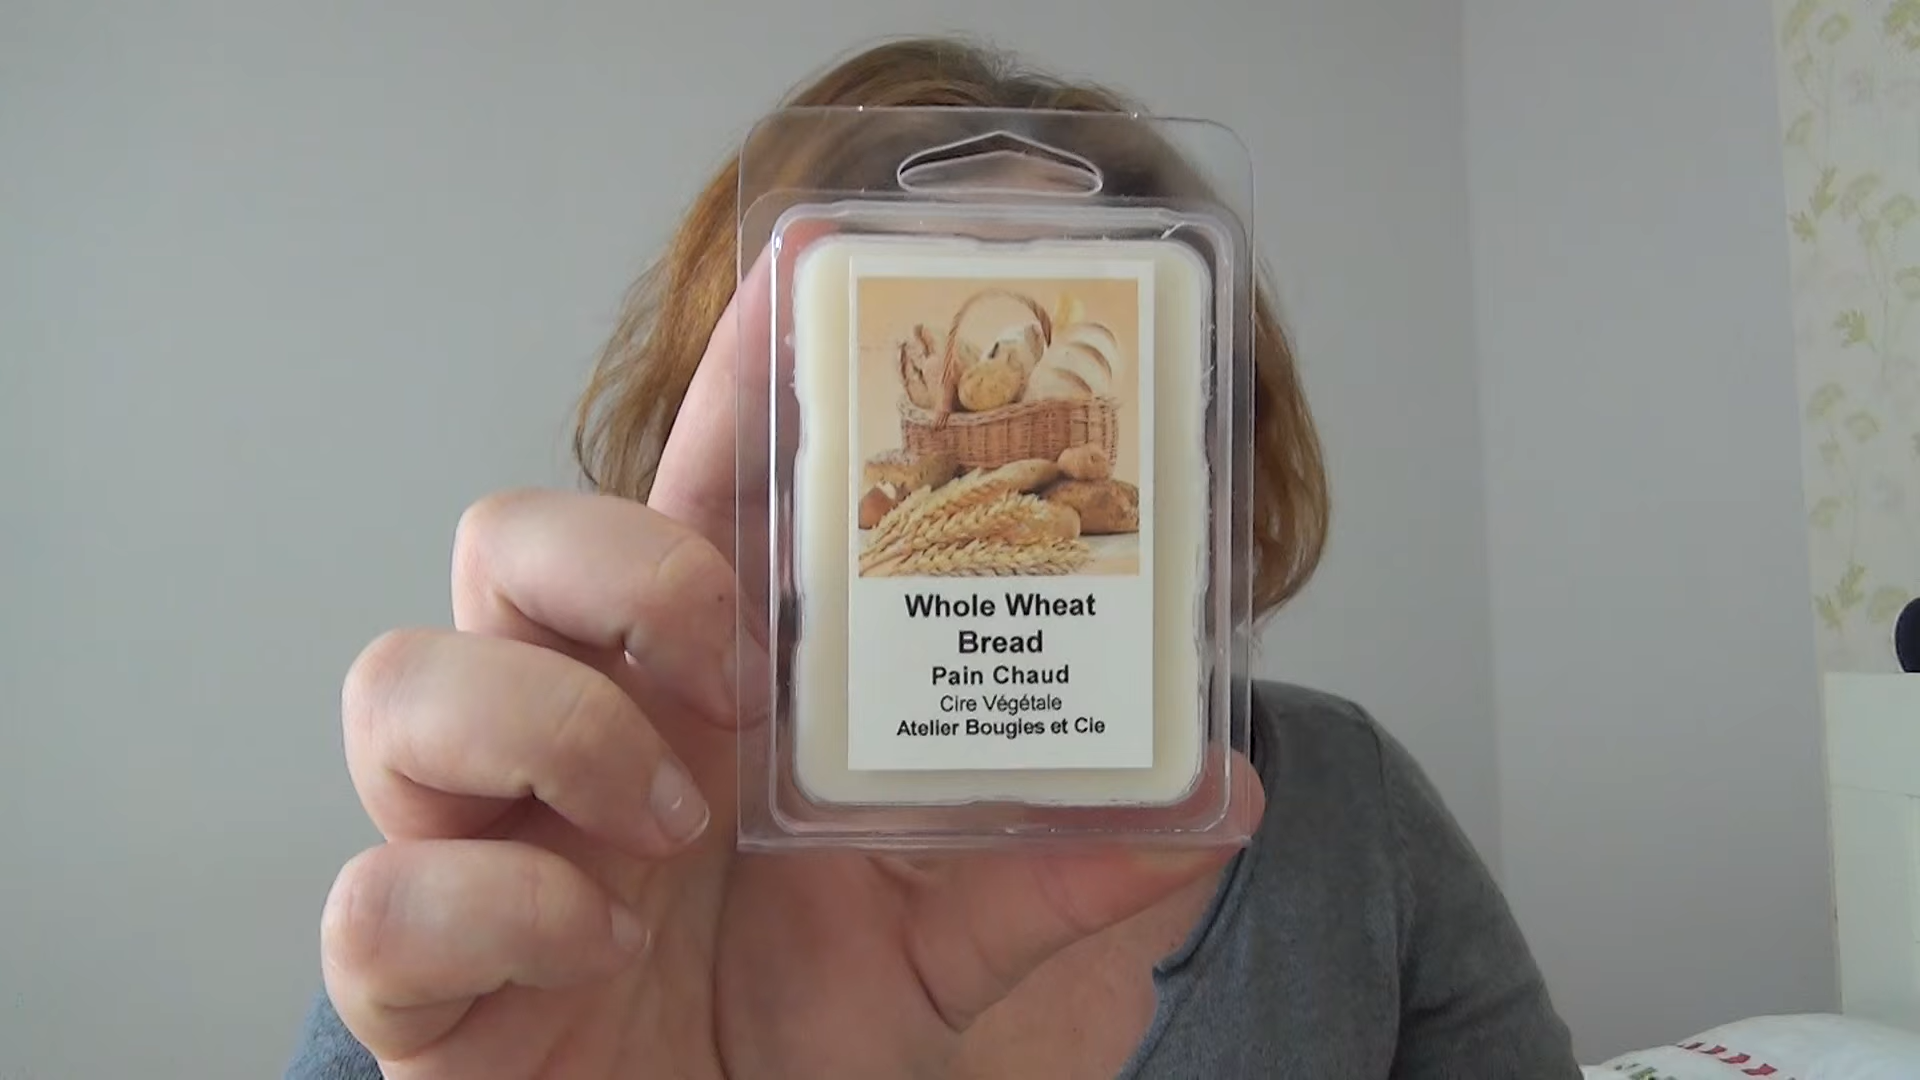 Whole Wheat
Bread
Pain Chaud
Cire Végétale
Atelier Bougies et Cie